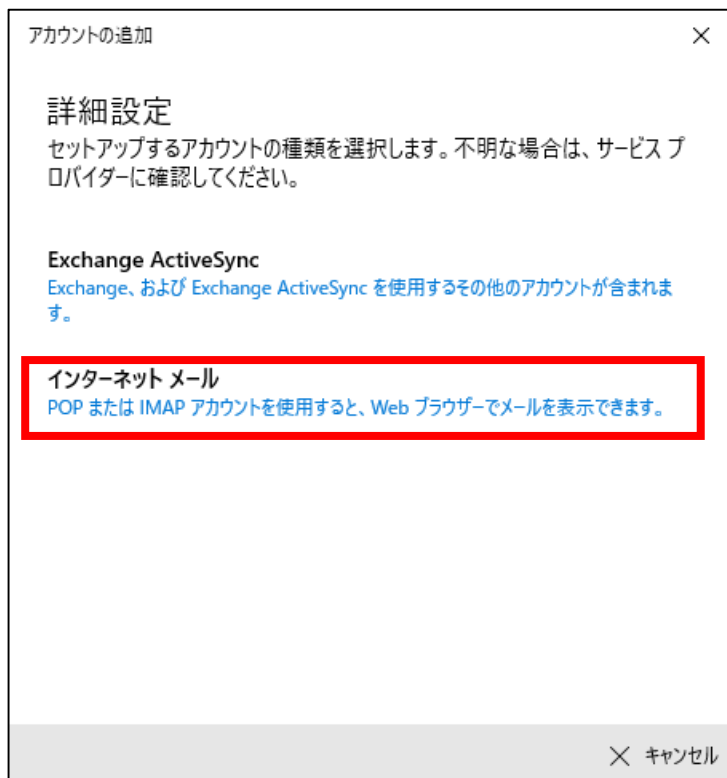 アカウントの追加
詳細設定
セットアップするアカウントの種類を選択します。不明な場合は、サービス プ
ロバイダーに確認してください。
Exchange ActiveSync
Exchange、および Exchange ActiveSync を使用するその他のアカウントが含まれま
す。
インターネット メール
POP または IMAP アカウントを使用すると、Web ブラウザーでメールを表示できます。
キャンセル